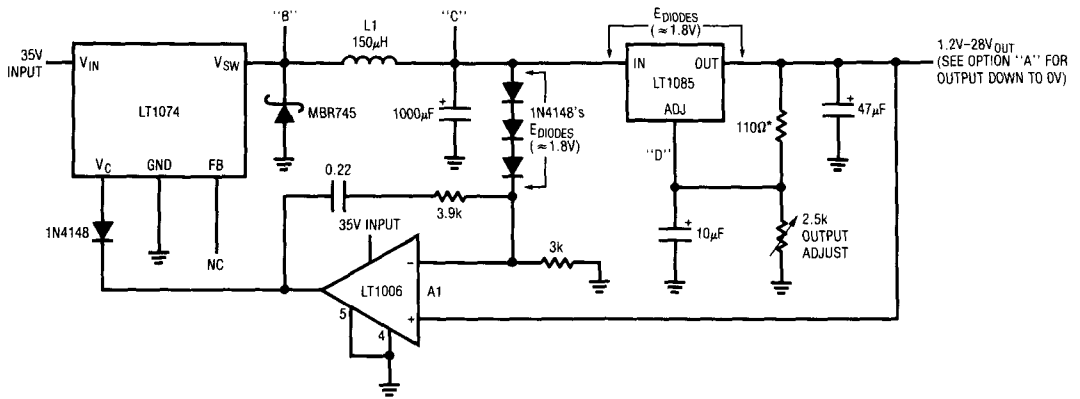 "B"
L1
150µH
"C"
E DIODES
(≈1.8V)
35V
INPUT
VIN
VSW
LT1074
VC
GND
FB
MBR745
1000µF
+
1N4148's
E DIODES
(≈1.8V)
IN
OUT
LT1085
ADJ
1.2V–28VOUT
(SEE OPTION "A" FOR
OUTPUT DOWN TO 0V)
110Ω*
+
47µF
"D"
+
10µF
2.5k
OUTPUT
ADJUST
0.22
3.9k
35V INPUT
1N4148
NC
3k
–
LT1006
A1
+
5
4